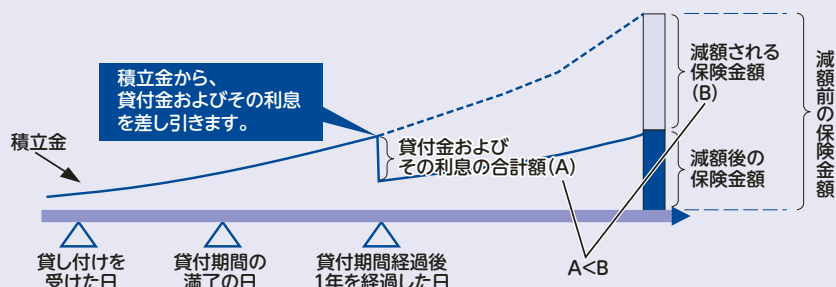 積立金から、
貸付金およびその利息
を差し引きます。
積立金
貸付金および
その利息の合計額(A)
減額される
保険金額
(B)
減額後の
保険金額
減額前の保険金額
貸し付けを
受けた日
貸付期間の
満了の日
貸付期間経過後
1年を経過した日
A<B